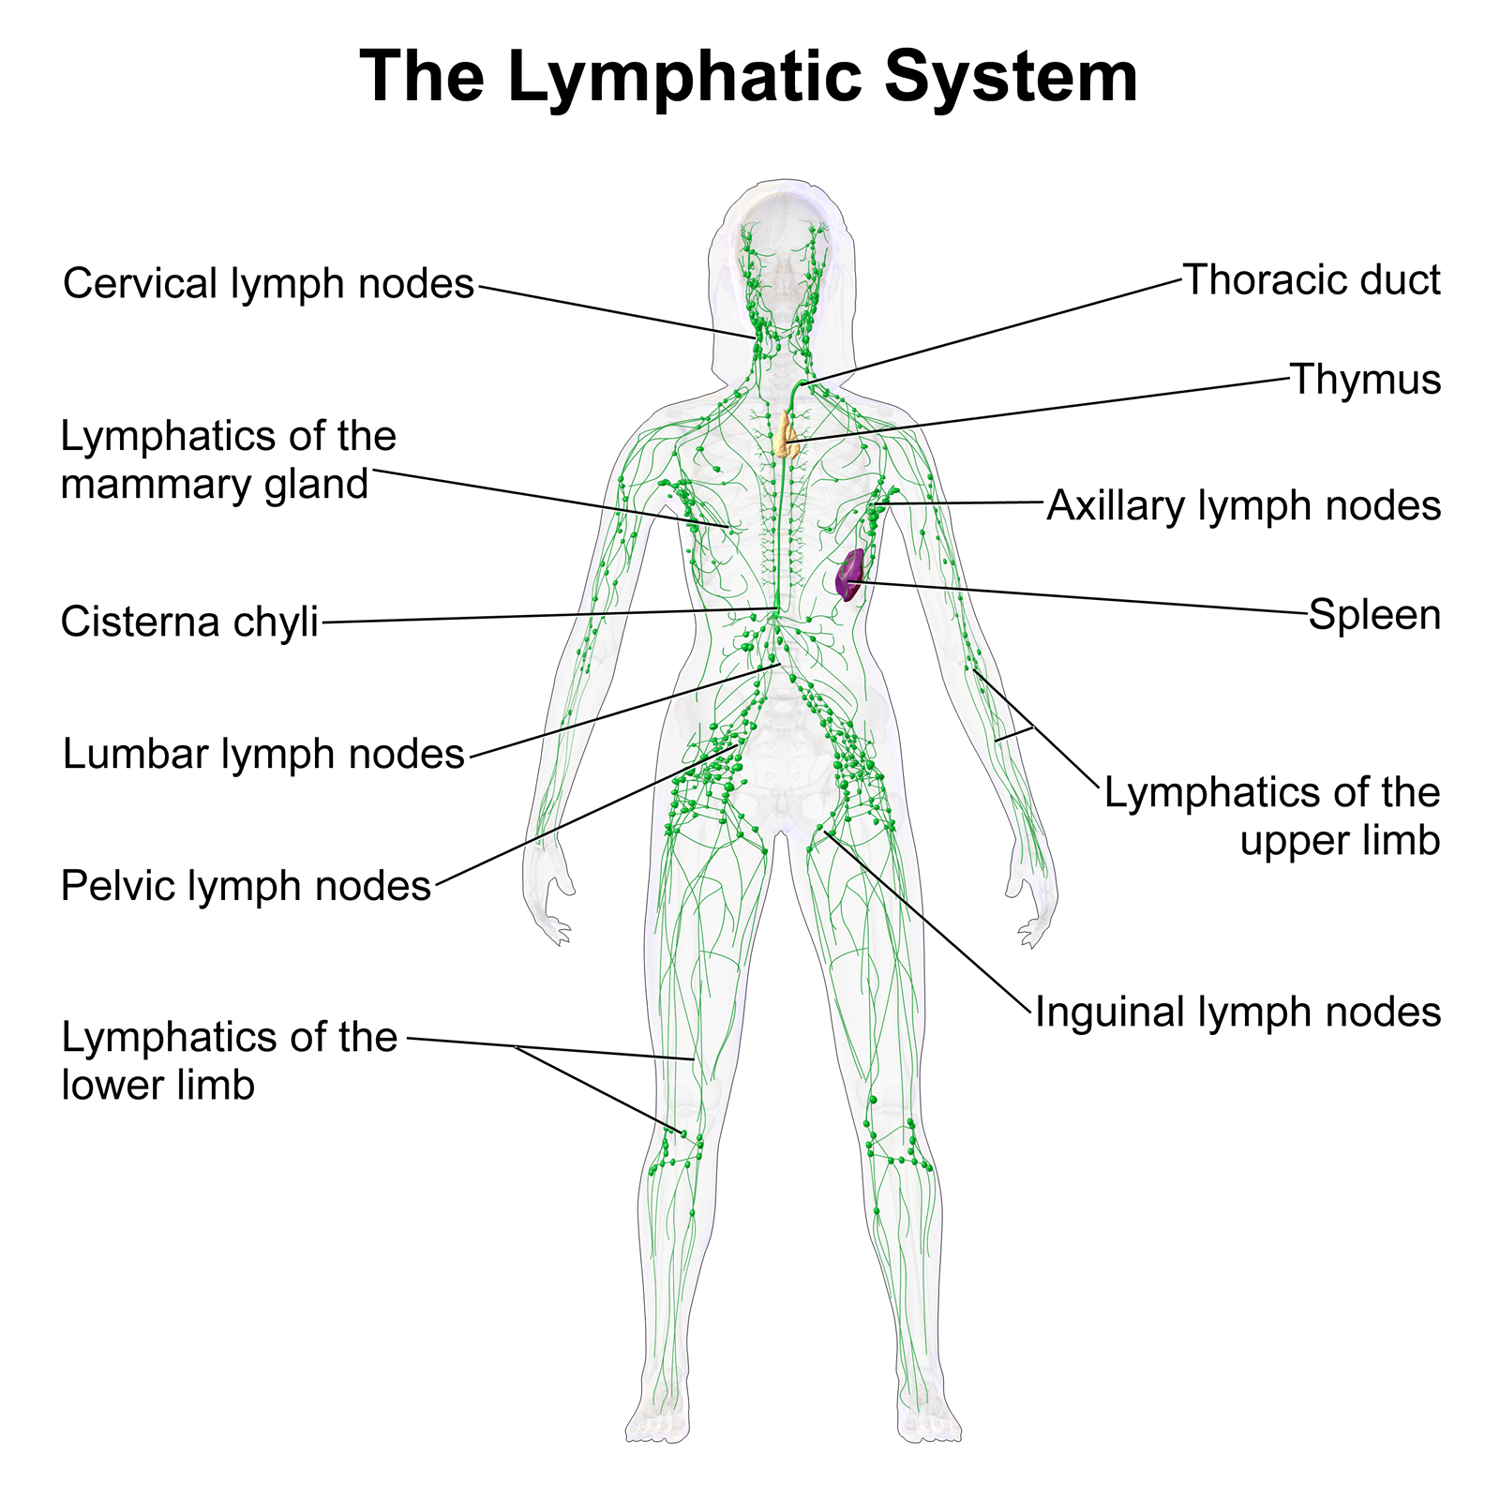 The Lymphatic System
Cervical lymph nodes
Lymphatics of the
mammary gland
Cisterna chyli
Lumbar lymph nodes
Pelvic lymph nodes
Lymphatics of the
lower limb
Thoracic duct
Thymus
Axillary lymph nodes
Spleen
Lymphatics of the
upper limb
Inguinal lymph nodes